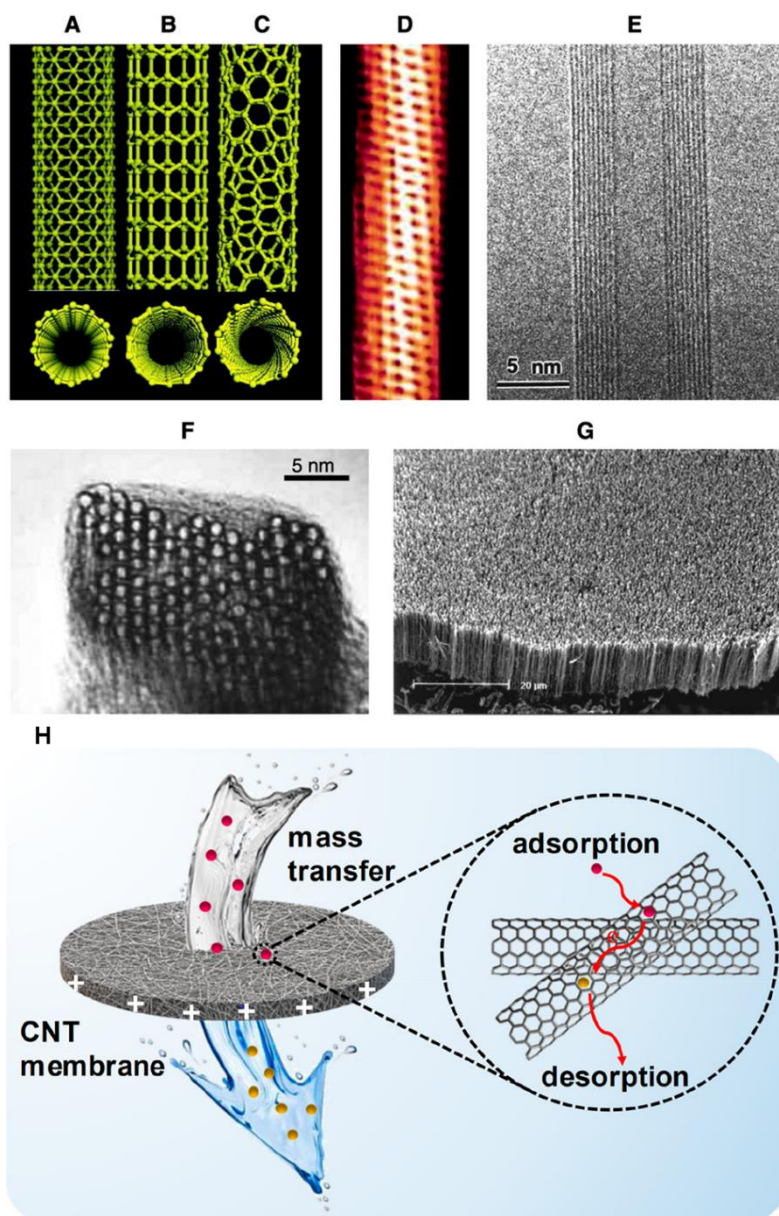 A B C D E
5 nm
F G
5 nm
20 μm
H
mass
transfer
adsorption
e
CNT
membrane
+ + + + + +
desorption